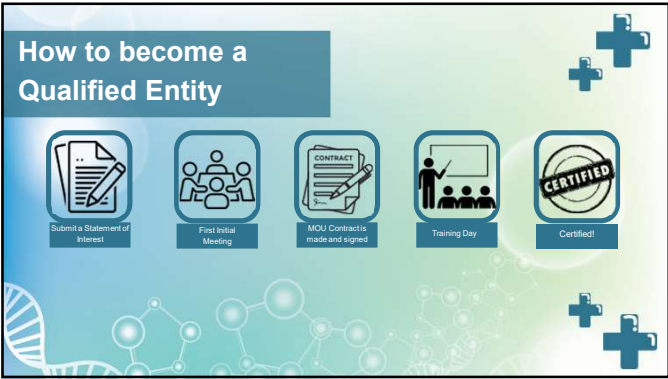 How to become a
Qualified Entity
CONTRACT
CERTIFIED
Submit a Statement of
Interest
First Initial
Meeting
MOU Contract is
made and signed
Training Day
Certified!